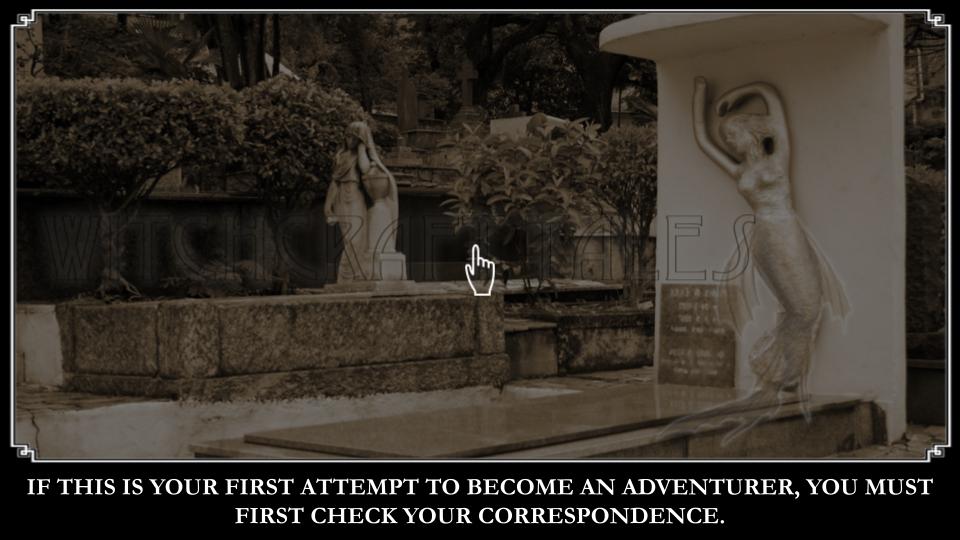 WITCHCRAFT TALES
IF THIS IS YOUR FIRST ATTEMPT TO BECOME AN ADVENTURER, YOU MUST
FIRST CHECK YOUR CORRESPONDENCE.